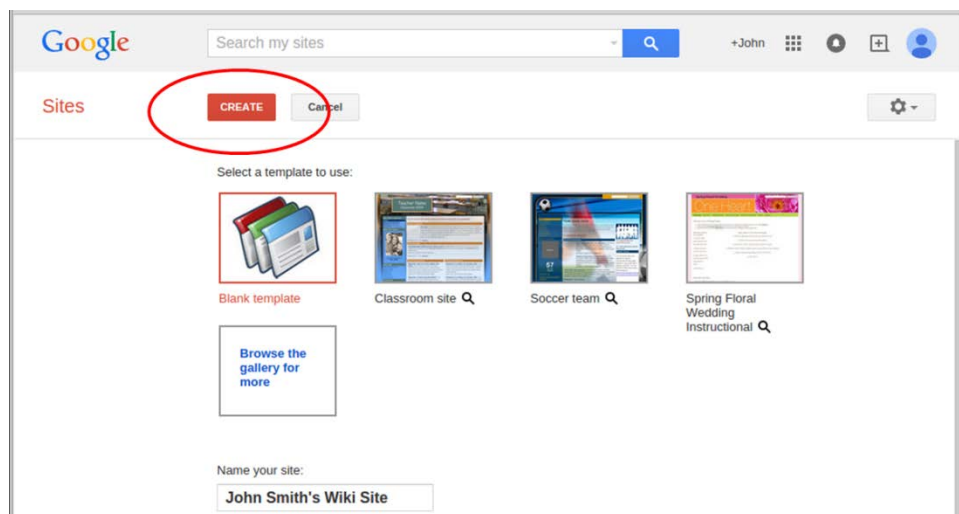 Google
Search my sites
+John
Sites
CREATE
Cancel
Select a template to use:
Blank template
Classroom site
Soccer team
Spring Floral
Wedding
Instructional
Browse the
gallery for
more
Name your site:
John Smith's Wiki Site